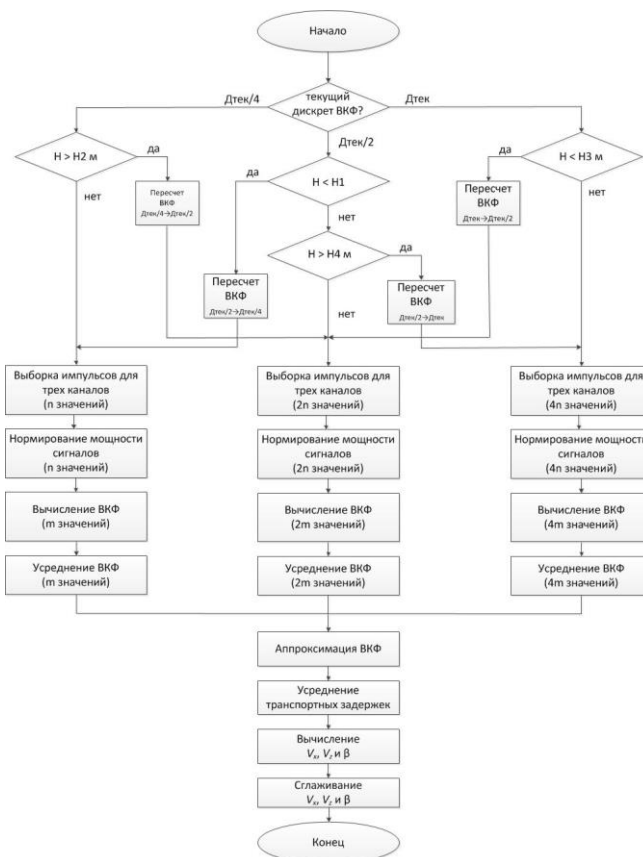 Начало
текущий
дискрет ВКФ?
Дтек/4
Дтек
Дтек/2
Н > Н2 м
да
нет
Пересчет
ВКФ
Дтек/4→Дтек/2
Н < Н1
да
нет
Н < Н3 м
да
нет
Пересчет
ВКФ
Дтек→Дтек/2
Н > Н4 м
да
нет
Пересчет
ВКФ
Дтек/2→Дтек/4
Пересчет
ВКФ
Дтек/2→Дтек
Выборка импульсов для
трех каналов
(n значений)
Выборка импульсов для
трех каналов
(2n значений)
Выборка импульсов для
трех каналов
(4n значений)
Нормирование мощности
сигналов
(n значений)
Нормирование мощности
сигналов
(2n значений)
Нормирование мощности
сигналов
(4n значений)
Вычисление ВКФ
(m значений)
Вычисление ВКФ
(2m значений)
Вычисление ВКФ
(4m значений)
Усреднение ВКФ
(m значений)
Усреднение ВКФ
(2m значений)
Усреднение ВКФ
(4m значений)
Аппроксимация ВКФ
Усреднение
транспортных задержек
Вычисление
Vx, Vz и β
Сглаживание
Vx, Vz и β
Конец